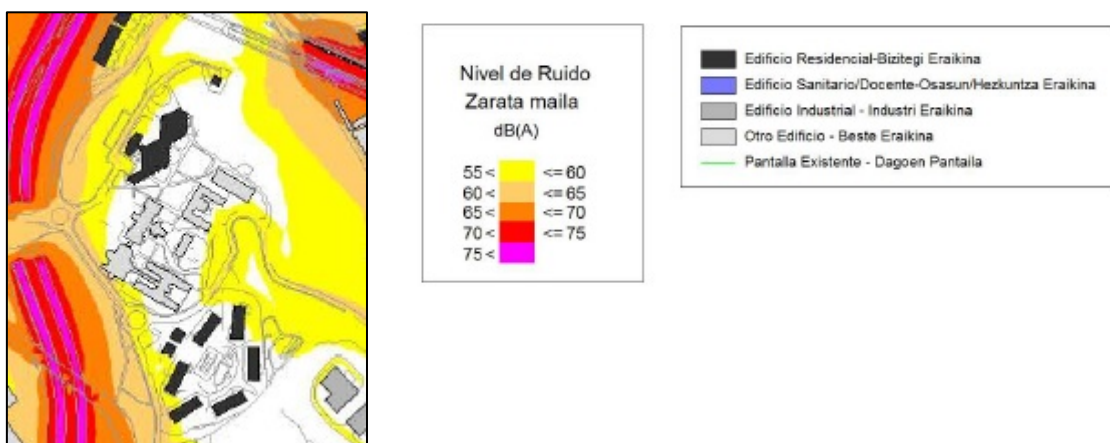 Nivel de Ruido
Zarata maila
dB(A)
55 < <= 60
60 < <= 65
65 < <= 70
70 < <= 75
75 <
Edificio Residencial-Bizitegi Eraikina
Edificio Sanitario/Docente-Osasun/Hezkuntza Eraikina
Edificio Industrial - Industri Eraikina
Otro Edificio - Beste Eraikina
Pantalla Existente - Dagoen Pantaila